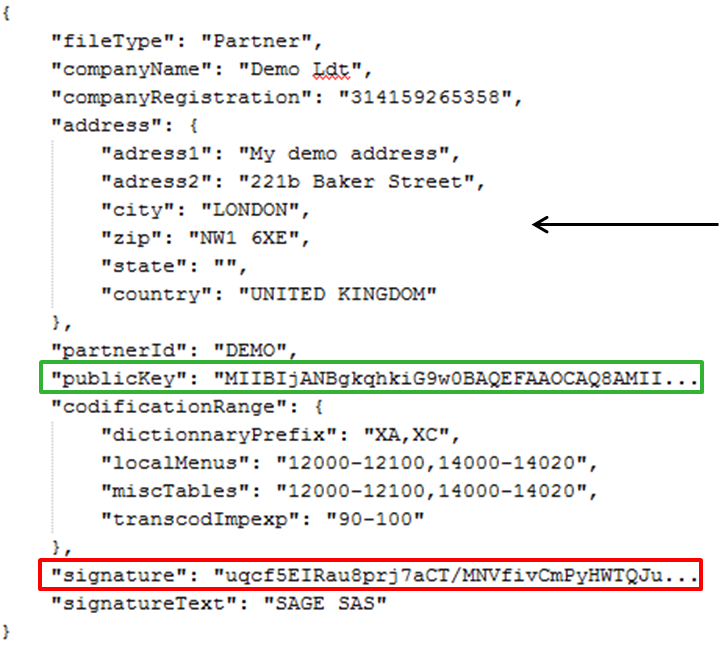 {
"fileType": "Partner",
"companyName": "Demo Ldt",
"companyRegistration": "314159265358",
"address": {
"adress1": "My demo address",
"adress2": "221b Baker Street",
"city": "LONDON",
"zip": "NW1 6XE",
"state": "",
"country": "UNITED KINGDOM"
},
"partnerId": "DEMO",
"publicKey": "MIIBIjANBgkqhkiG9w0BAQEFAAOCAQ8AMII...
"codificationRange": {
"dictionnaryPrefix": "XA,XC",
"localMenus": "12000-12100,14000-14020",
"miscTables": "12000-12100,14000-14020",
"transcodImpexp": "90-100"
},
"signature": "uqcf5EIRau8prj7aCT/MNVfivCmPyHWTQJu...
"signatureText": "SAGE SAS"
}